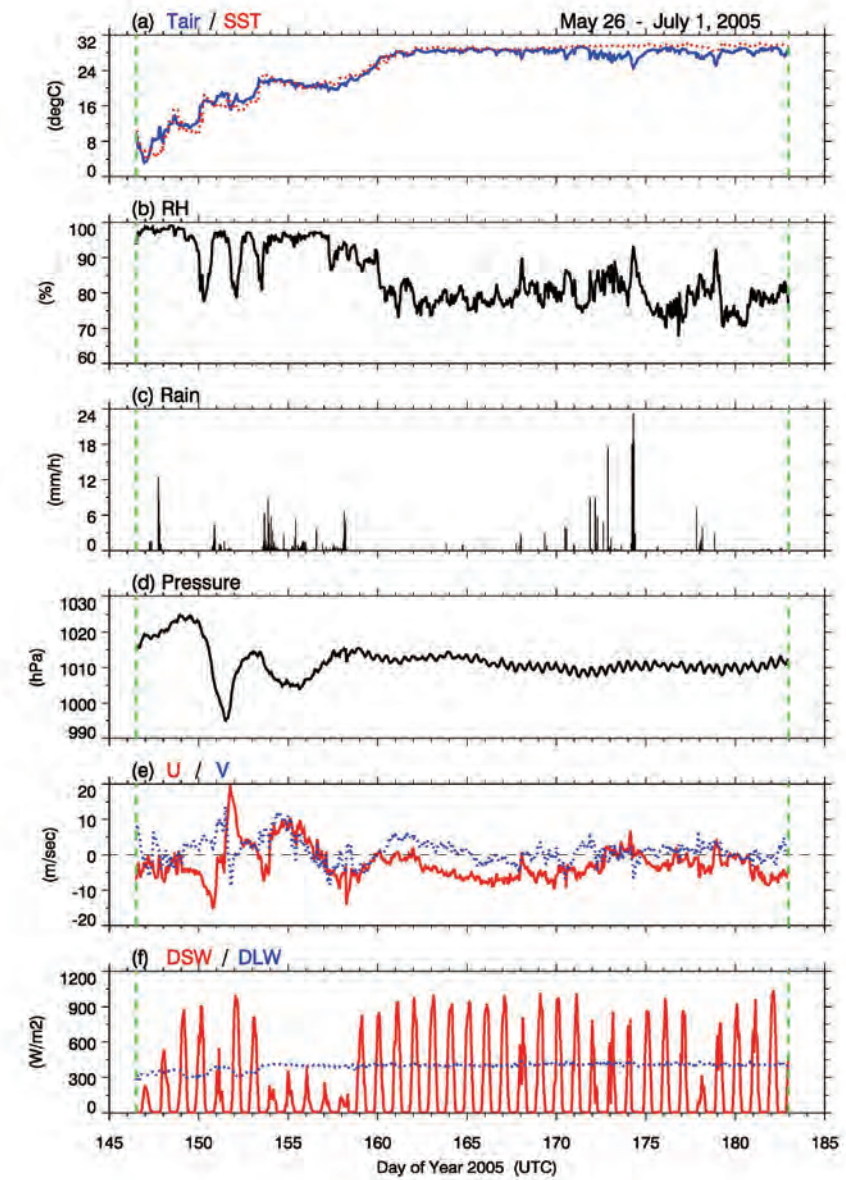 (a) Tair / SST May 26 - July 1, 2005
32
24
16
8
0
(degC)
(b) RH
100
90
80
70
60
(%)
(c) Rain
24
18
12
6
0
(mm/h)
(d) Pressure
1030
1020
1010
1000
990
(hPa)
(e) U / V
20
10
0
-10
-20
(m/sec)
(f) DSW / DLW
1200
900
600
300
0
(W/m2)
145 150 155 160 165 170 175 180 185
Day of Year 2005 (UTC)